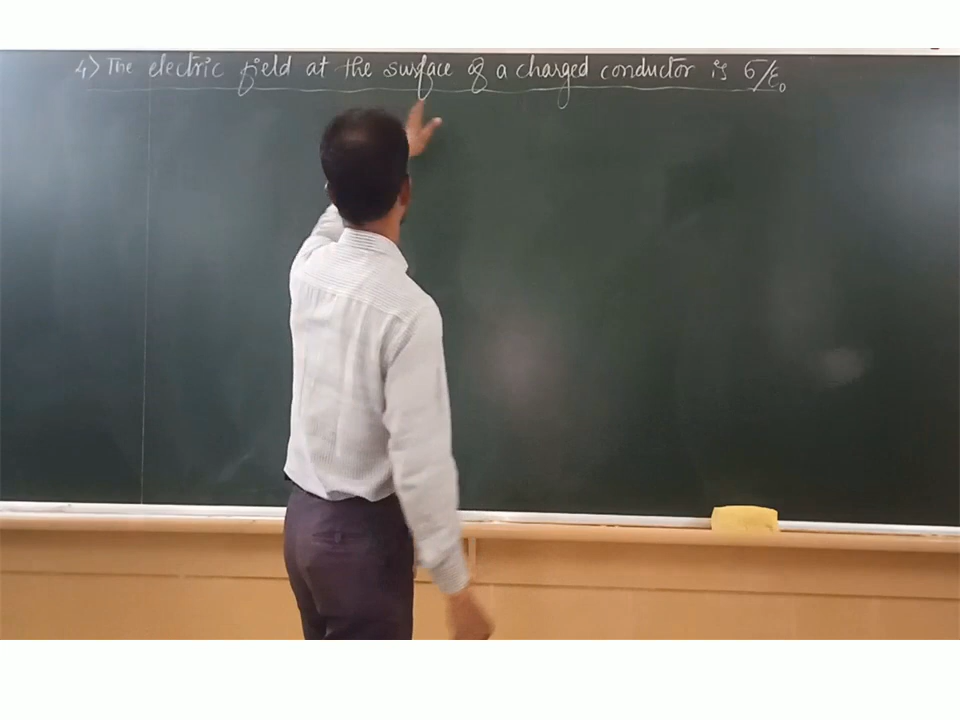 4> The electric field at the surface of a charged conductor is σ/ε₀